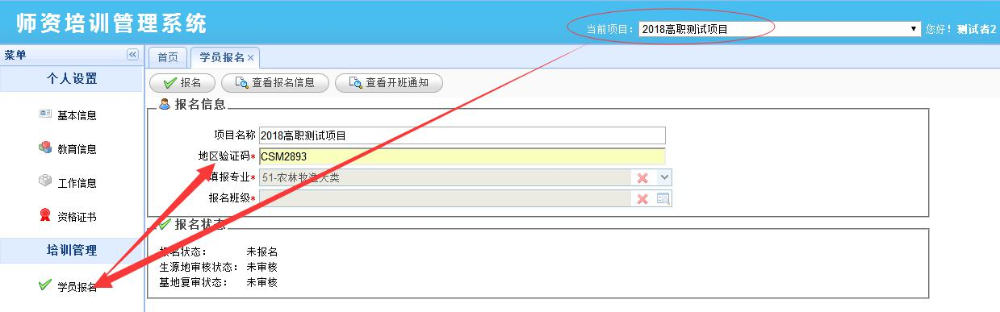 师资培训管理系统
当前项目： 2018高职测试项目 您好！测试者2
菜单
首页 学员报名
个人设置
报名 查看报名信息 查看开班通知
基本信息
教育信息
工作信息
资格证书
培训管理
学员报名
报名信息
项目名称 2018高职测试项目
地区验证码* CSM2893
填报专业* 51-农林牧渔大类
报名班级*
报名状态
报名状态： 未报名
生源地审核状态： 未审核
基地复审状态： 未审核